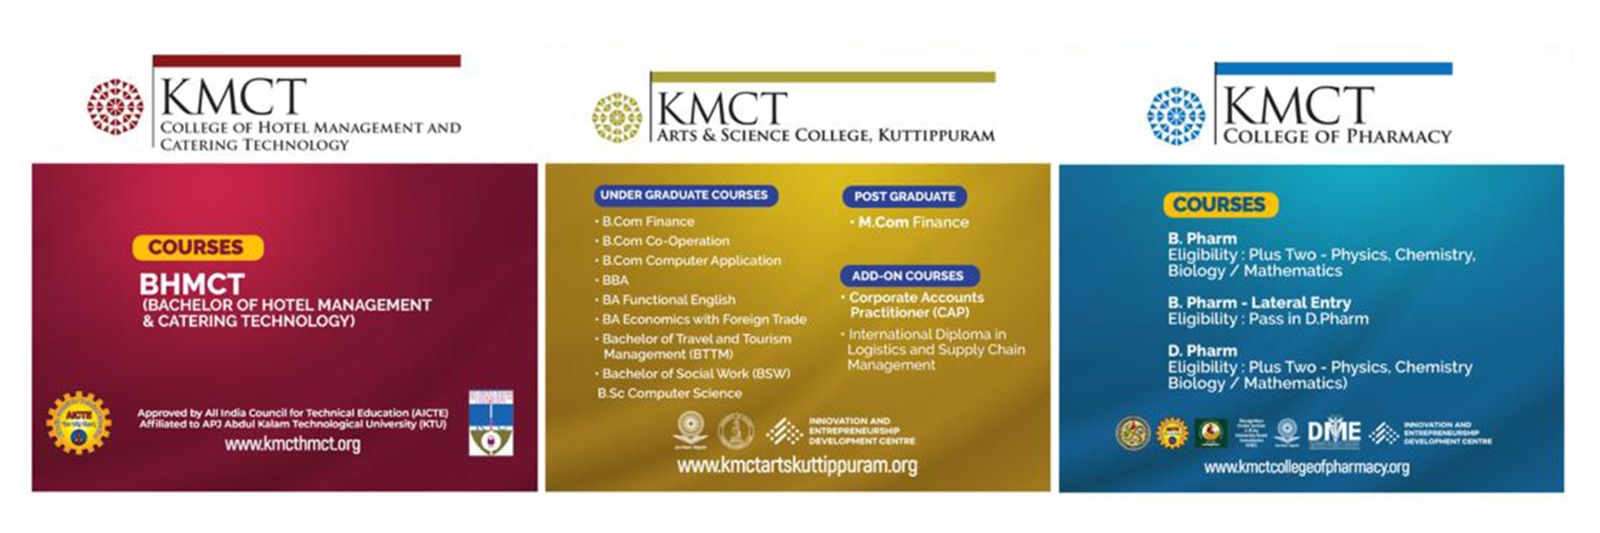 KMCT
COLLEGE OF HOTEL MANAGEMENT AND
CATERING TECHNOLOGY
COURSES
BHMCT
(BACHELOR OF HOTEL MANAGEMENT
& CATERING TECHNOLOGY)
AICTE
Approved by All India Council for Technical Education (AICTE)
Affiliated to APJ Abdul Kalam Technological University (KTU)
www.kmcthmct.org
KMCT
ARTS & SCIENCE COLLEGE, KUTTIPPURAM
UNDER GRADUATE COURSES
• B.Com Finance
• B.Com Co-Operation
• B.Com Computer Application
• BBA
• BA Functional English
• BA Economics with Foreign Trade
• Bachelor of Travel and Tourism
Management (BTTM)
• Bachelor of Social Work (BSW)
B.Sc Computer Science
POST GRADUATE
• M.Com Finance
ADD-ON COURSES
• Corporate Accounts
Practitioner (CAP)
• International Diploma in
Logistics and Supply Chain
Management
INNOVATION AND
ENTREPRENEURSHIP
DEVELOPMENT CENTRE
www.kmctartskuttippuram.org
KMCT
COLLEGE OF PHARMACY
COURSES
B. Pharm
Eligibility : Plus Two - Physics, Chemistry,
Biology / Mathematics
B. Pharm - Lateral Entry
Eligibility : Pass in D.Pharm
D. Pharm
Eligibility : Plus Two - Physics, Chemistry
Biology / Mathematics)
DME
INNOVATION AND
ENTREPRENEURSHIP
DEVELOPMENT CENTRE
www.kmctcollegeofpharmacy.org